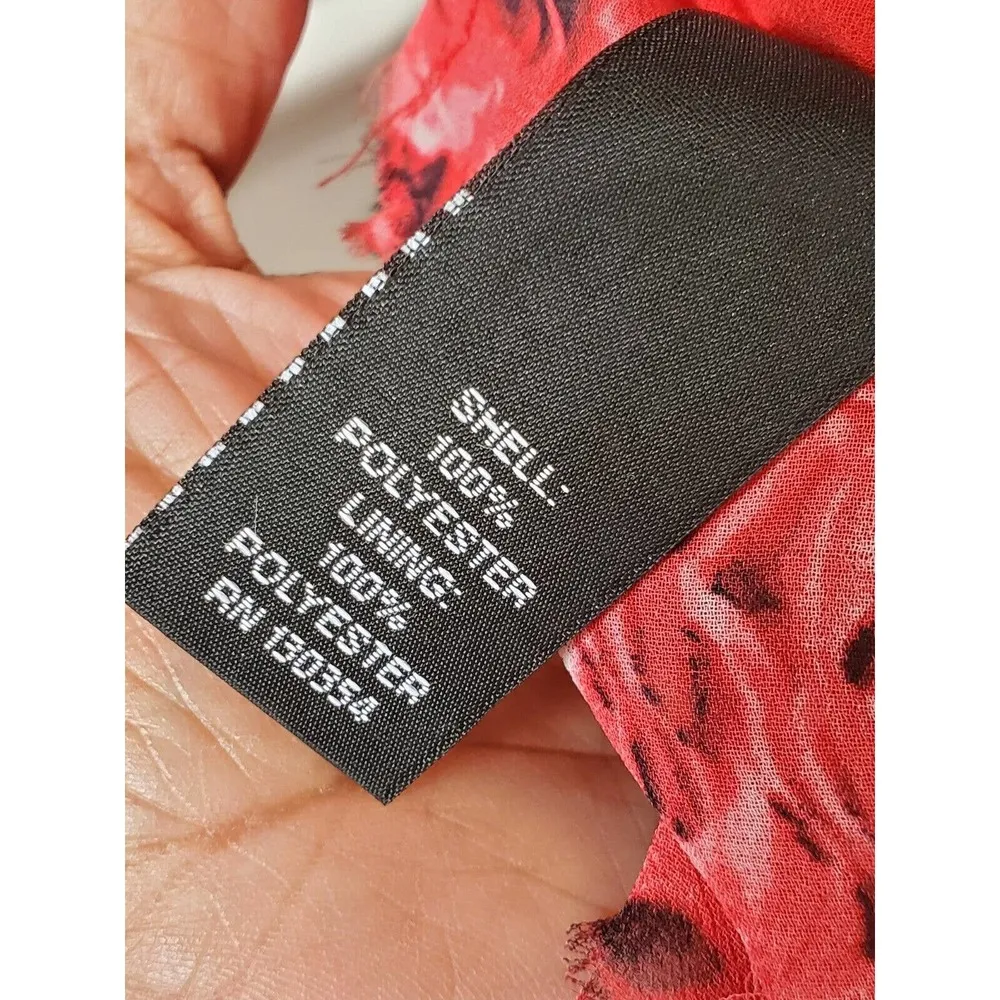 SHELL:
100%
POLYESTER
LINING:
100%
POLYESTER
RN 130354